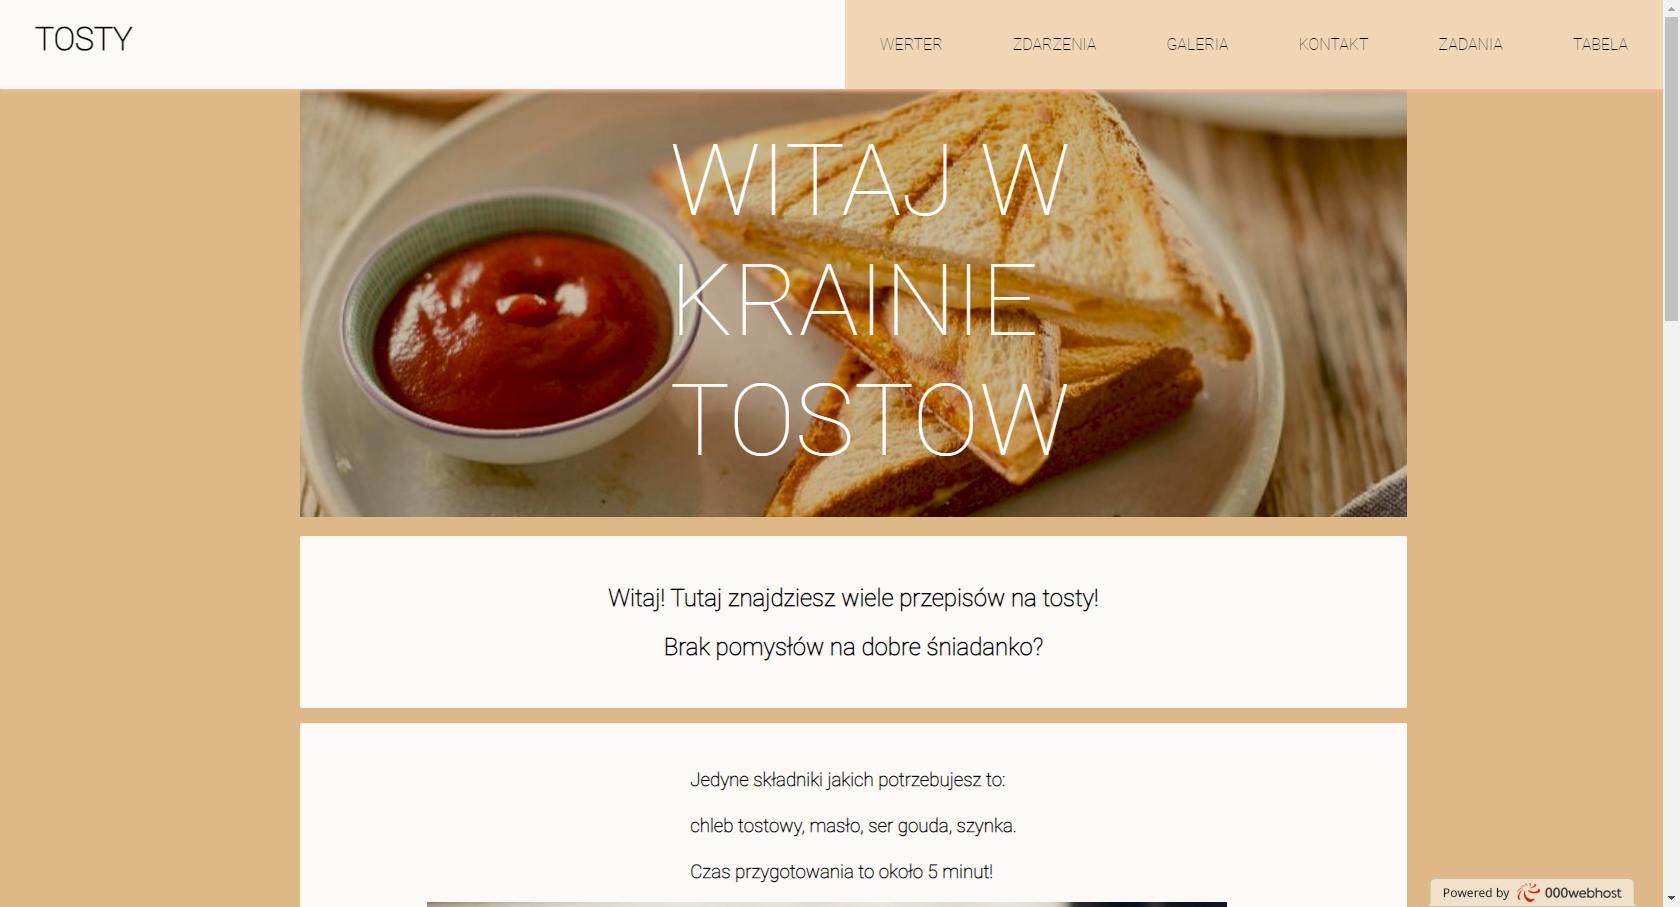 TOSTY
WERTER ZDARZENIA GALERIA KONTAKT ZADANIA TABELA
WITAJ W
KRAINIE
TOSTOW
Witaj! Tutaj znajdziesz wiele przepisów na tosty!
Brak pomysłów na dobre śniadanko?
Jedyne składniki jakich potrzebujesz to:
chleb tostowy, masło, ser gouda, szynka.
Czas przygotowania to około 5 minut!
Powered by 000webhost